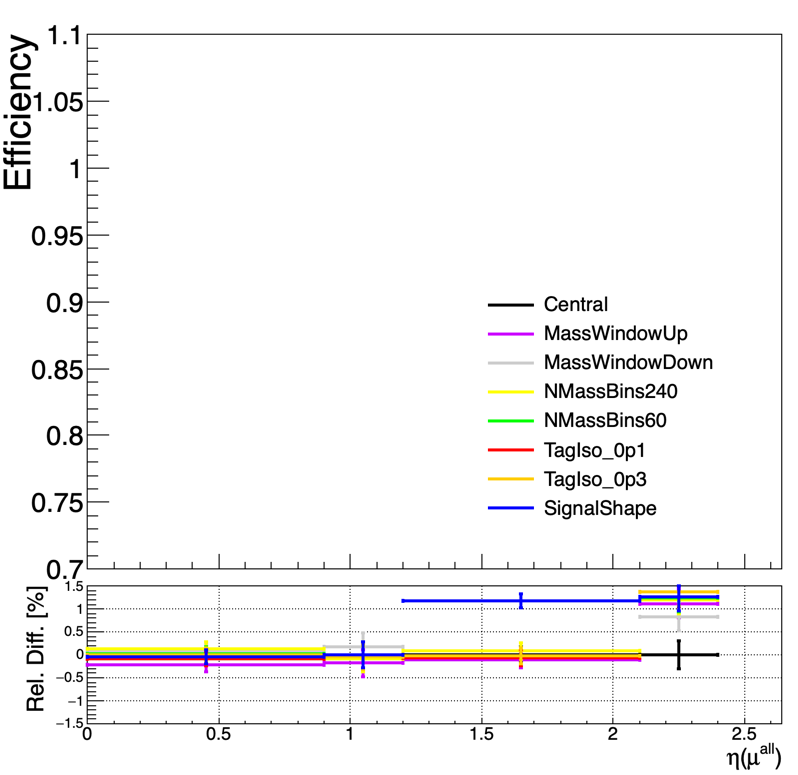 Efficiency
1.1
1.05
1
0.95
0.9
0.85
0.8
0.75
0.7
Central
MassWindowUp
MassWindowDown
NMassBins240
NMassBins60
TagIso_0p1
TagIso_0p3
SignalShape
Rel. Diff. [%]
1.5
1
0.5
0
−0.5
−1
−1.5
0 0.5 1 1.5 2 2.5
η(μall)